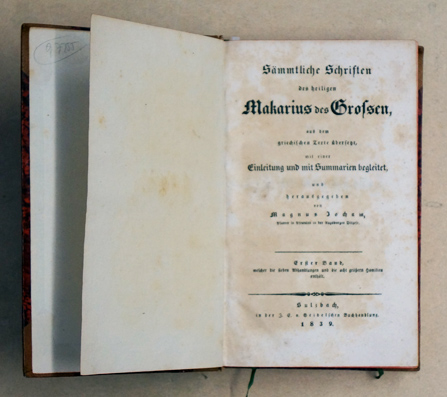 Sämmtliche Schriften
des heiligen
Makarius des Großen,
aus dem
griechischen Texte übersetzt,
mit einer
Einleitung und mit Summarien begleitet,
und
herausgegeben
von
Magnus Jocham,
Erster Band,
welcher die sieben Abhandlungen und die acht größern Homilien
enthält.
Sulzbach,
in der J. E. v. Seidel'schen Buchhandlung